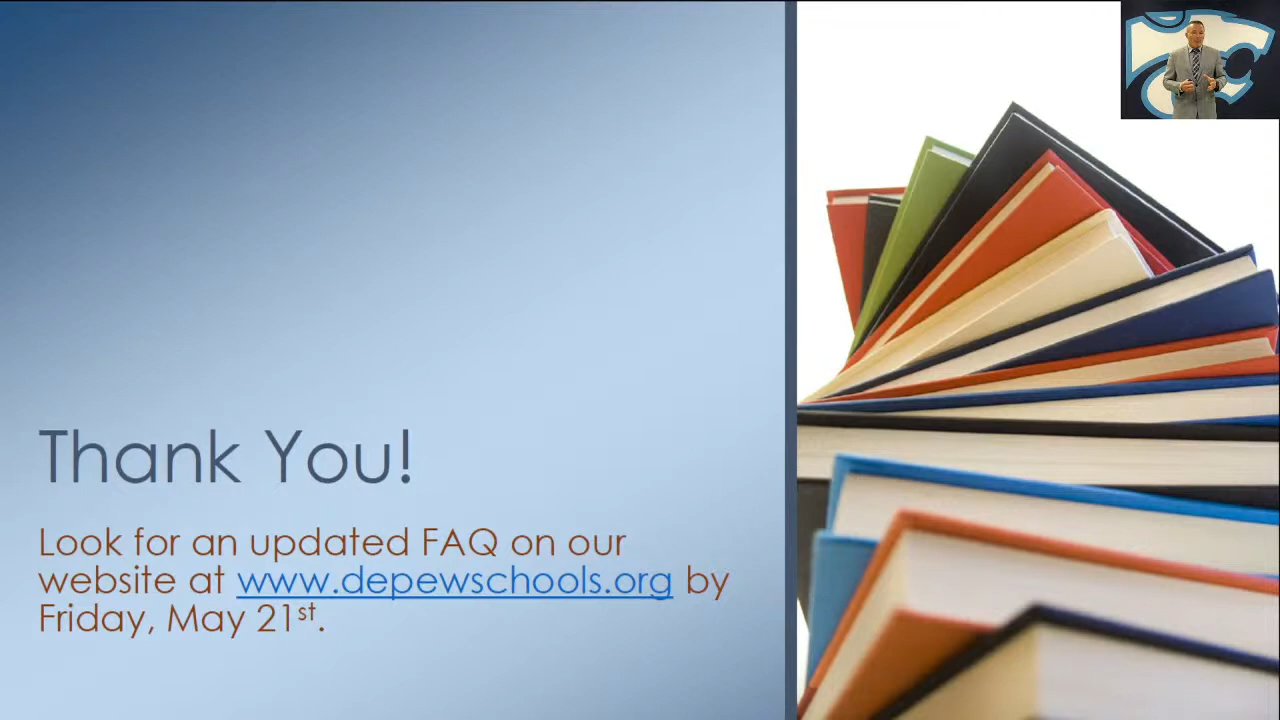 Thank You!
Look for an updated FAQ on our
website at www.depewschools.org by
Friday, May 21st.